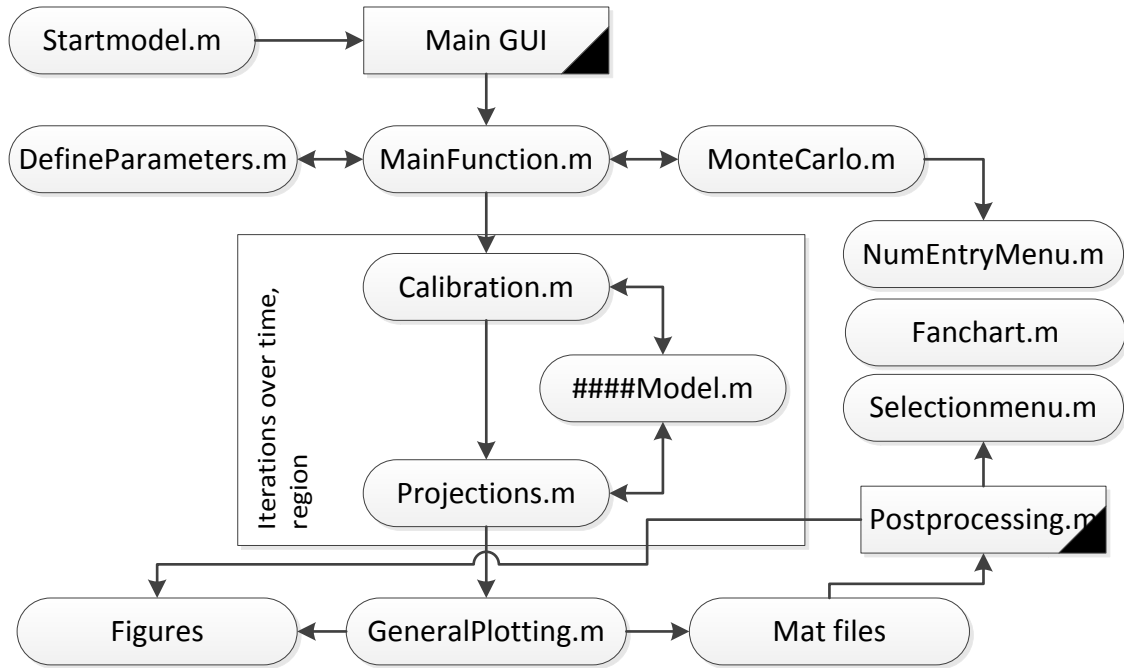 Startmodel.m
Main GUI
DefineParameters.m
MainFunction.m
MonteCarlo.m
NumEntryMenu.m
Iterations over time,
region
Calibration.m
Fanchart.m
####Model.m
Selectionmenu.m
Projections.m
Postprocessing.m
Figures
GeneralPlotting.m
Mat files